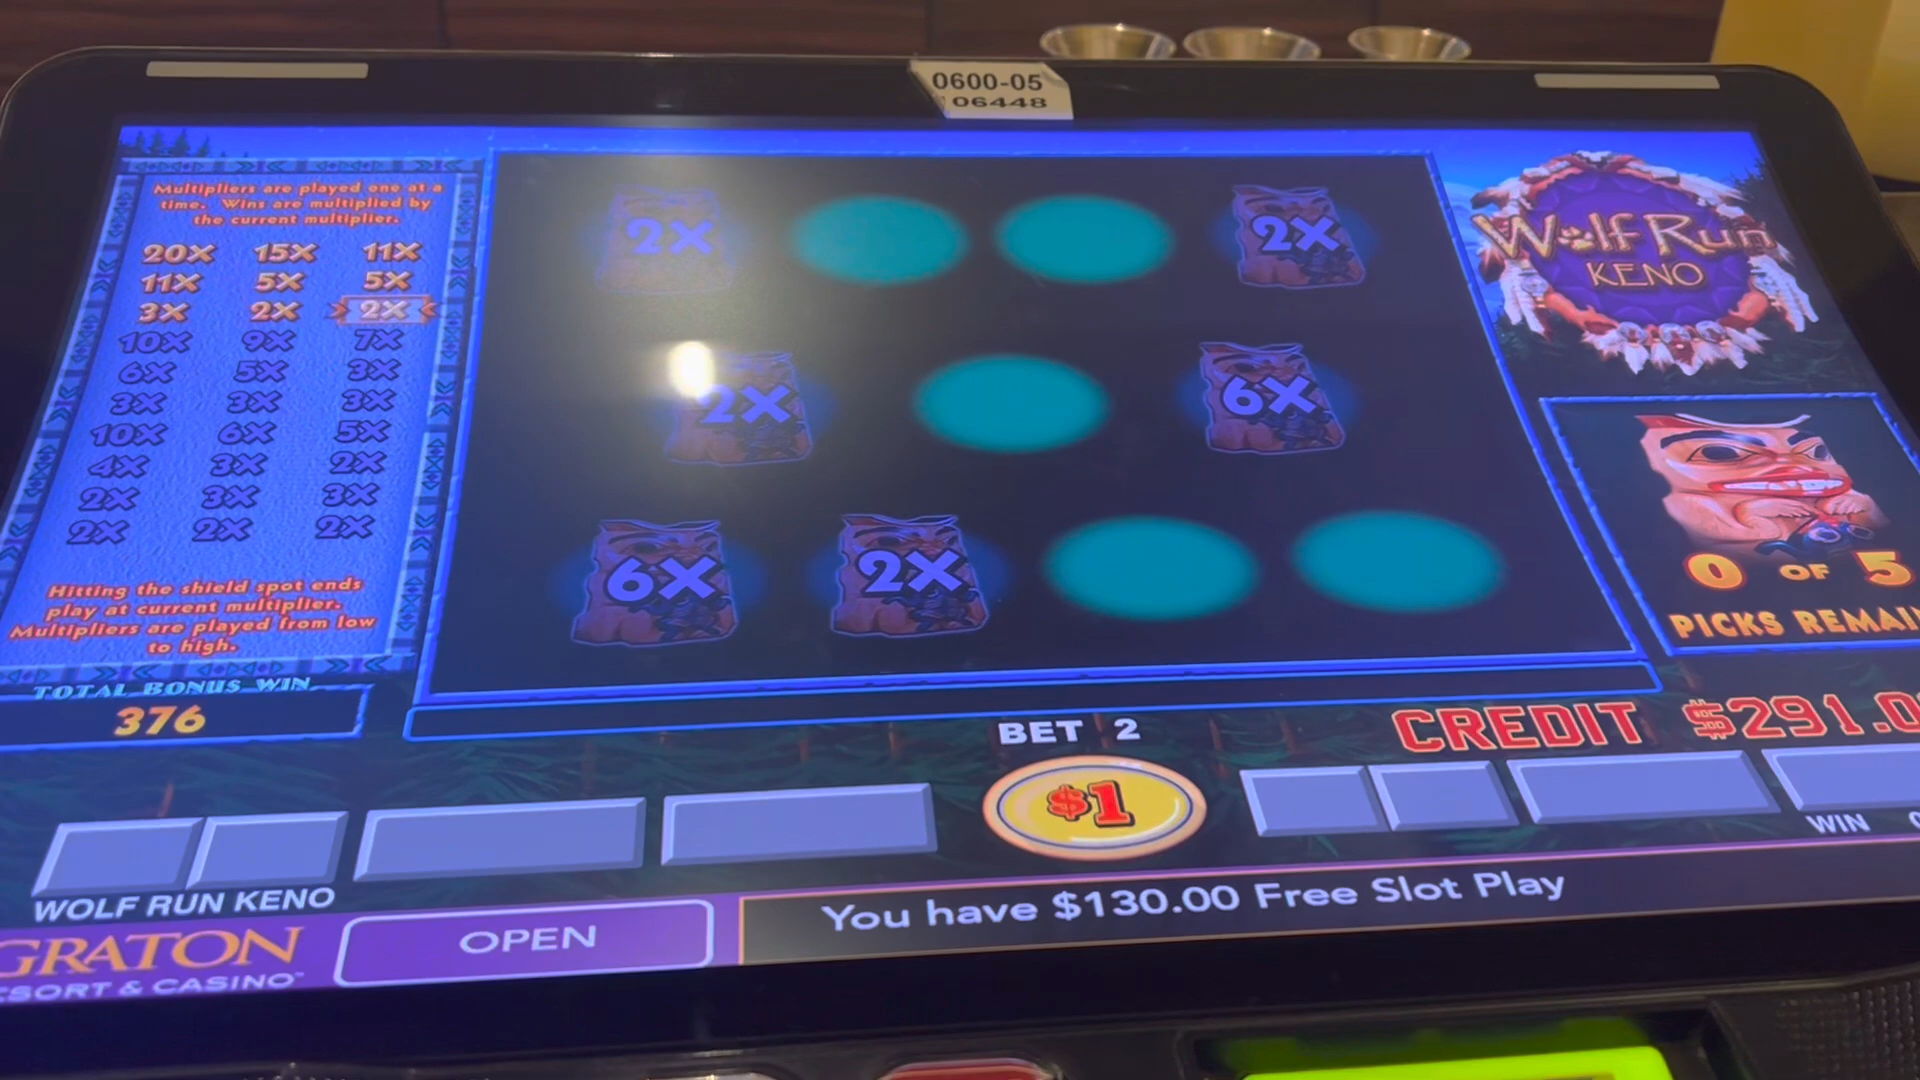 0600-05
06448
Multipliers are played one at a
time. Wins are multiplied by
the current multiplier.
20X 15X 11X
11X 5X 5X
3X 2X 2X
10X 9X 7X
6X 5X 3X
3X 3X 3X
10X 6X 5X
4X 3X 2X
2X 3X 3X
2X 2X 2X
Hitting the shield spot ends
play at current multiplier.
Multipliers are played from low
to high.
TOTAL BONUS WIN
376
2X 2X
2X 6X
6X 2X
Wolf Run
KENO
0 OF 5
PICKS REMAIN
BET 2
CREDIT $291.0
$1
WIN
WOLF RUN KENO
GRATON
RESORT & CASINO
OPEN
You have $130.00 Free Slot Play